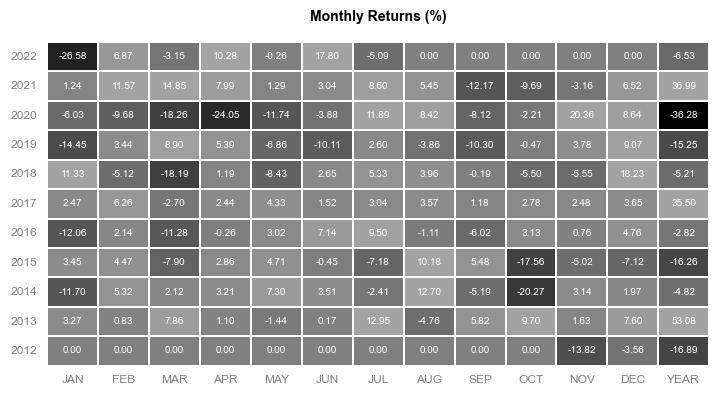 Monthly Returns (%)
2022 -26.58 6.87 -3.15 10.28 -0.26 17.80 -5.09 0.00 0.00 0.00 0.00 0.00 -6.53
2021 1.24 11.57 14.85 7.99 1.29 3.04 8.60 5.45 -12.17 -9.69 -3.16 6.52 36.99
2020 -6.03 -9.68 -18.26 -24.05 -11.74 -3.88 11.89 8.42 -8.12 -2.21 20.36 8.64 -36.28
2019 -14.45 3.44 8.90 5.39 -6.86 -10.11 2.60 -3.86 -10.30 -0.47 3.78 9.07 -15.25
2018 11.33 -5.12 -18.19 1.19 -8.43 2.65 5.33 3.96 -0.19 -5.50 -5.55 18.23 -5.21
2017 2.47 6.26 -2.70 2.44 4.33 1.52 3.04 3.57 1.18 2.78 2.48 3.65 35.50
2016 -12.06 2.14 -11.28 -0.26 3.02 7.14 9.50 -1.11 -6.02 3.13 0.76 4.76 -2.82
2015 3.45 4.47 -7.90 2.86 4.71 -0.45 -7.18 10.18 5.48 -17.56 -5.02 -7.12 -16.26
2014 -11.70 5.32 2.12 3.21 7.30 3.51 -2.41 12.70 -5.19 -20.27 3.14 1.97 -4.82
2013 3.27 0.83 7.86 1.10 -1.44 0.17 12.95 -4.76 5.82 9.70 1.63 7.60 53.08
2012 0.00 0.00 0.00 0.00 0.00 0.00 0.00 0.00 0.00 0.00 -13.82 -3.56 -16.89
JAN FEB MAR APR MAY JUN JUL AUG SEP OCT NOV DEC YEAR